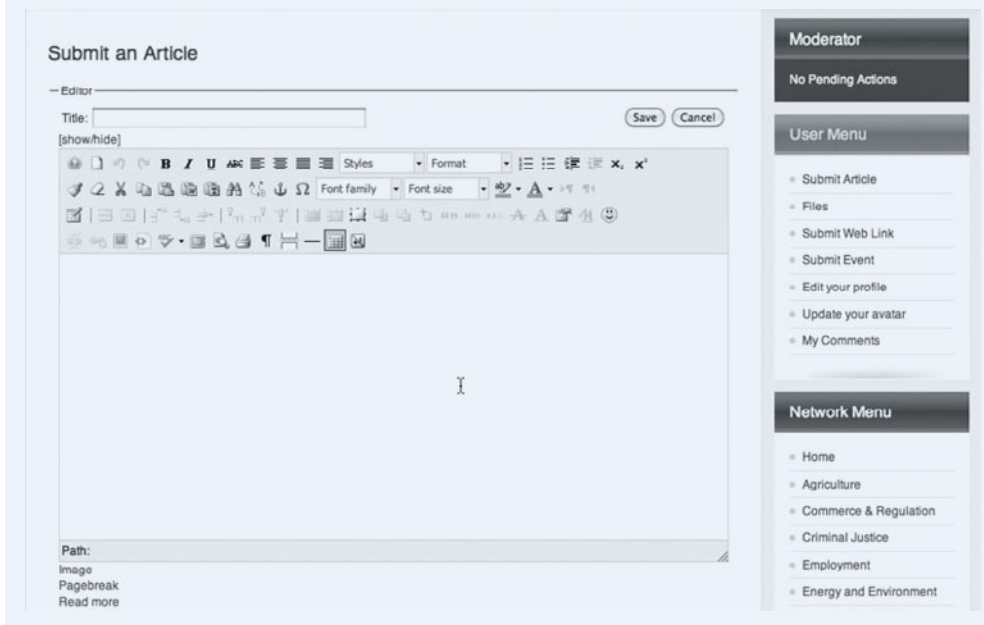 Submit an Article
Editor
Title:
Save Cancel
[show/hide]
B I U ABC Styles Format x, x'
Ω Font family Font size ab A
A A
¶
Path:
Image
Pagebreak
Read more
Moderator
No Pending Actions
User Menu
Submit Article
Files
Submit Web Link
Submit Event
Edit your profile
Update your avatar
My Comments
Network Menu
Home
Agriculture
Commerce & Regulation
Criminal Justice
Employment
Energy and Environment